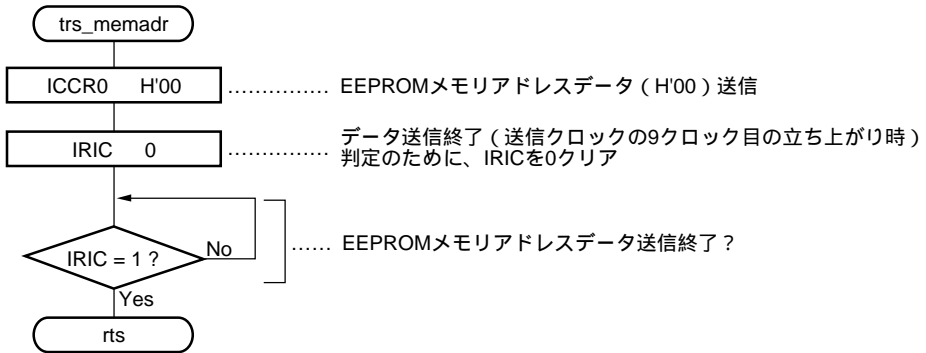 trs_memadr
ICCR0 H'00 …………… EEPROMメモリアドレスデータ（H'00）送信
データ送信終了（送信クロックの9クロック目の立ち上がり時）
IRIC 0 …………… 判定のために、IRICを0クリア
IRIC = 1 ? No …… EEPROMメモリアドレスデータ送信終了？
Yes
rts